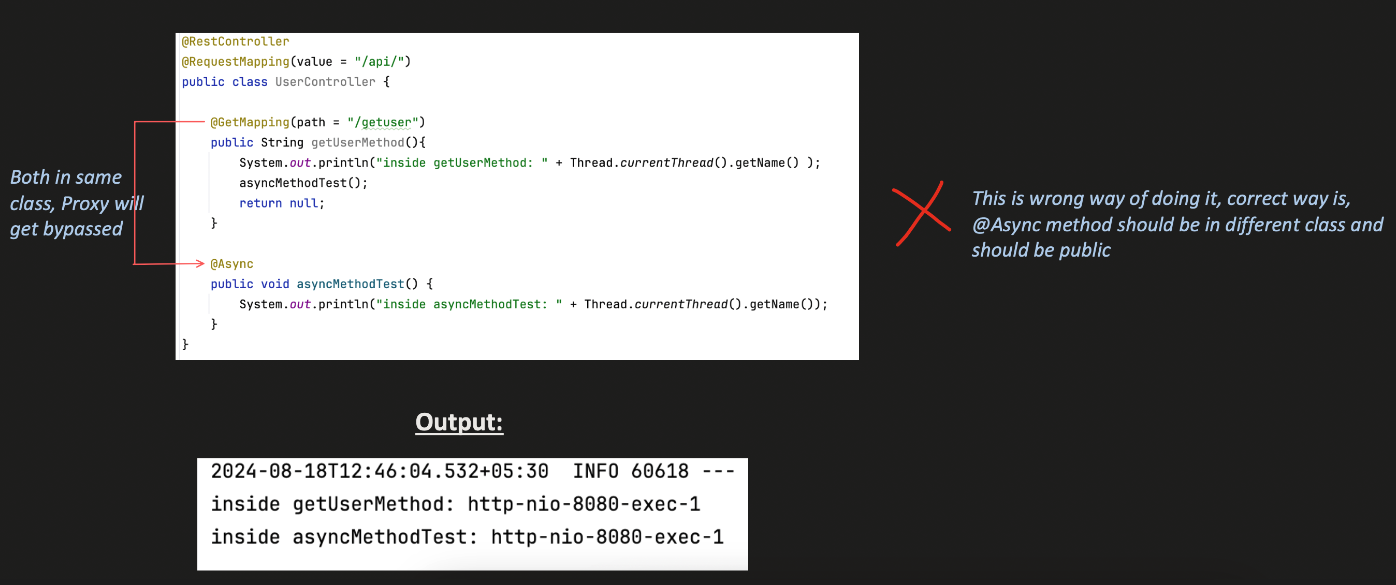 @RestController
@RequestMapping(value = "/api/")
public class UserController {
@GetMapping(path = "/getuser")
public String getUserMethod(){
System.out.println("inside getUserMethod: " + Thread.currentThread().getName() );
asyncMethodTest();
return null;
}
@Async
public void asyncMethodTest() {
System.out.println("inside asyncMethodTest: " + Thread.currentThread().getName());
}
}
Both in same
class, Proxy will
get bypassed
This is wrong way of doing it, correct way is,
@Async method should be in different class and
should be public
Output:
2024-08-18T12:46:04.532+05:30  INFO 60618 ---
inside getUserMethod: http-nio-8080-exec-1
inside asyncMethodTest: http-nio-8080-exec-1